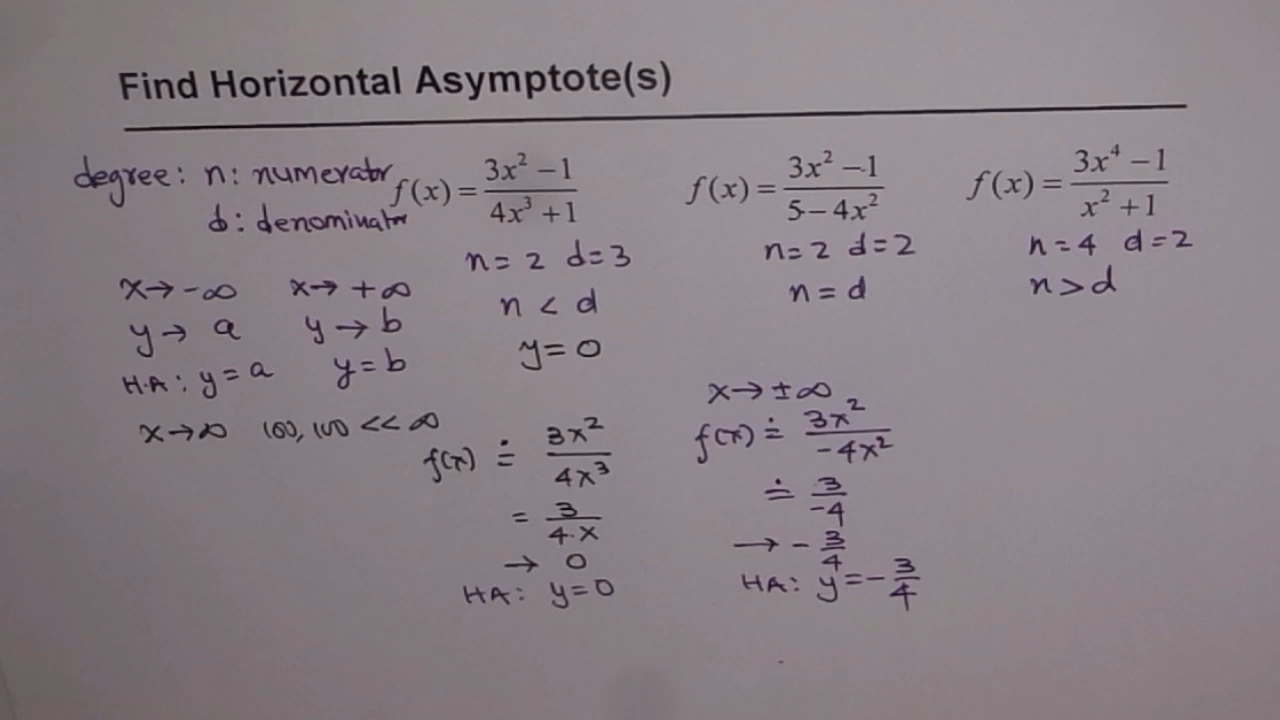 Find Horizontal Asymptote(s)
degree: n: numerator
d: denominator
x→-∞ x→+∞
y→ a y→ b
H.A: y=a y=b
x→∞ 100,100 <<∞
f(x) = (3x² − 1)/(4x³ + 1)
n=2 d=3
n < d
y=0
f(x) ≐ 3x²/4x³
= 3/4·x
→ 0
HA: y=0
f(x) = (3x² − 1)/(5 − 4x²)
n=2 d=2
n=d
x→±∞
f(x) ≐ 3x²/-4x²
≐ 3/-4
→ -3/4
HA: y=-3/4
f(x) = (3x⁴ − 1)/(x² + 1)
n=4 d=2
n>d